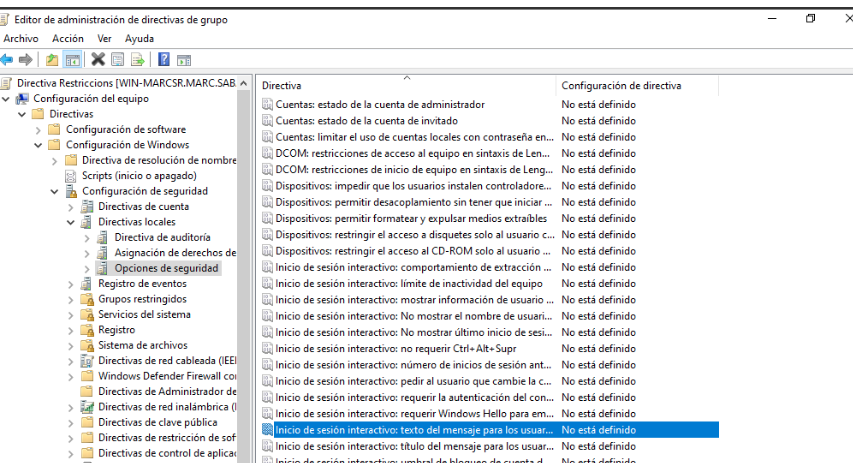 Editor de administración de directivas de grupo
Archivo Acción Ver Ayuda
Directiva Restriccions [WIN-MARCSR.MARC.SAB.
Configuración del equipo
Directivas
Configuración de software
Configuración de Windows
Directiva de resolución de nombre
Scripts (inicio o apagado)
Configuración de seguridad
Directivas de cuenta
Directivas locales
Directiva de auditoría
Asignación de derechos de
Opciones de seguridad
Registro de eventos
Grupos restringidos
Servicios del sistema
Registro
Sistema de archivos
Directivas de red cableada (IEEI
Windows Defender Firewall con
Directivas de Administrador de
Directivas de red inalámbrica (I
Directivas de clave pública
Directivas de restricción de sof
Directivas de control de aplicac
Directiva Configuración de directiva
Cuentas: estado de la cuenta de administrador No está definido
Cuentas: estado de la cuenta de invitado No está definido
Cuentas: limitar el uso de cuentas locales con contraseña en... No está definido
DCOM: restricciones de acceso al equipo en sintaxis de Len... No está definido
DCOM: restricciones de inicio de equipo en sintaxis de Leng... No está definido
Dispositivos: impedir que los usuarios instalen controladore... No está definido
Dispositivos: permitir desacoplamiento sin tener que iniciar ... No está definido
Dispositivos: permitir formatear y expulsar medios extraíbles No está definido
Dispositivos: restringir el acceso a disquetes solo al usuario c... No está definido
Dispositivos: restringir el acceso al CD-ROM solo al usuario ... No está definido
Inicio de sesión interactivo: comportamiento de extracción ... No está definido
Inicio de sesión interactivo: límite de inactividad del equipo No está definido
Inicio de sesión interactivo: mostrar información de usuario ... No está definido
Inicio de sesión interactivo: No mostrar el nombre de usuari... No está definido
Inicio de sesión interactivo: No mostrar último inicio de sesi... No está definido
Inicio de sesión interactivo: no requerir Ctrl+Alt+Supr No está definido
Inicio de sesión interactivo: número de inicios de sesión ant... No está definido
Inicio de sesión interactivo: pedir al usuario que cambie la c... No está definido
Inicio de sesión interactivo: requerir la autenticación del con... No está definido
Inicio de sesión interactivo: requerir Windows Hello para em... No está definido
Inicio de sesión interactivo: texto del mensaje para los usuar... No está definido
Inicio de sesión interactivo: título del mensaje para los usuar... No está definido
Inicio de sesión interactivo: umbral de bloqueo de cuenta d... No está definido